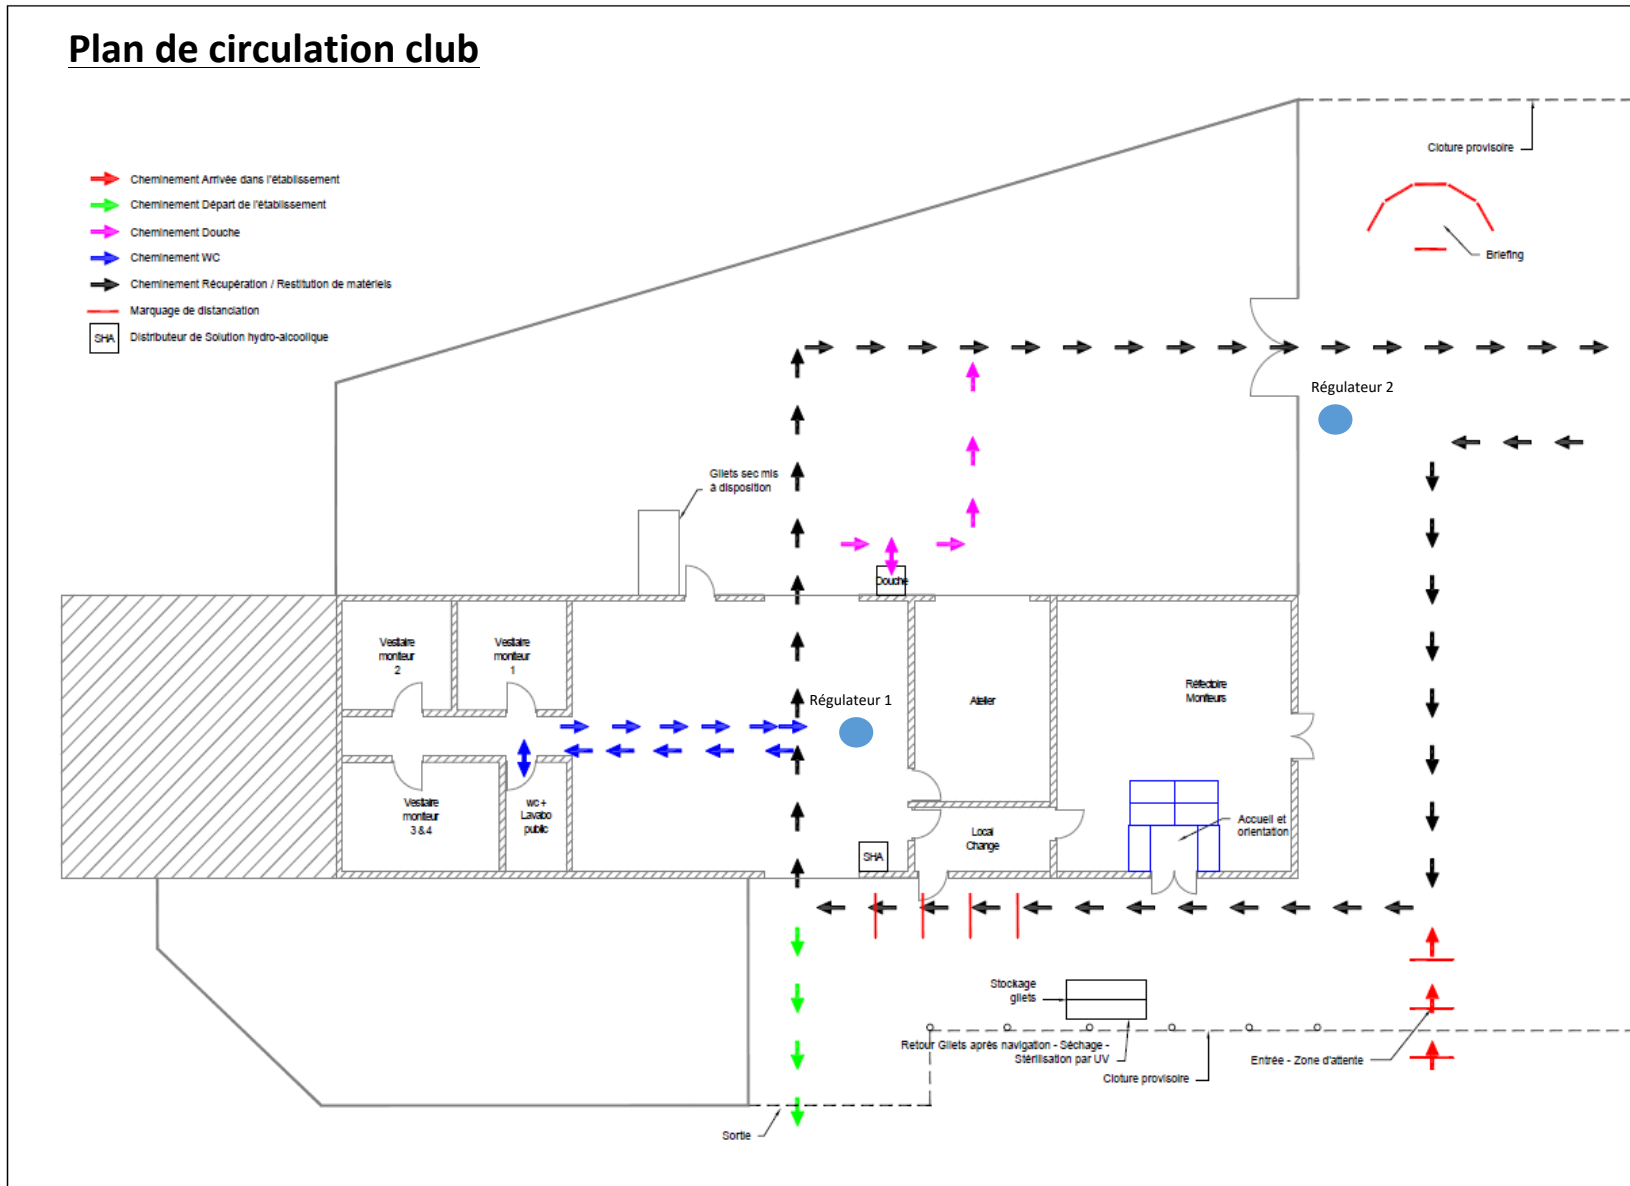 Plan de circulation club
Cloture provisoire
Cheminement Arrivée dans l'établissement
Cheminement Départ de l'établissement
Cheminement Douche
Cheminement WC
Cheminement Récupération / Restitution de matériels
Marquage de distanciation
SHA
Distributeur de Solution hydro-alcoolique
Briefing
Régulateur 2
Gilets sec mis
à disposition
Douche
Vestiaire
moniteur
2
Vestiaire
moniteur
1
Régulateur 1
Atelier
Réfectoire
Moniteurs
Vestiaire
moniteur
3 & 4
wc +
Lavabo
public
SHA
Local
Change
Accueil et
orientation
Stockage
gilets
Retour Gilets après navigation - Séchage -
Stérilisation par UV
Cloture provisoire
Entrée - Zone d'attente
Sortie